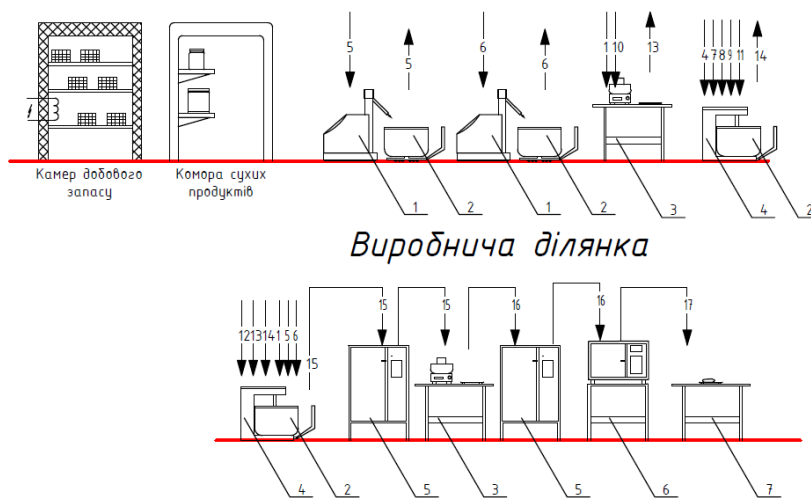 5 5 6 6 1 10 13 4 7 8 9 11 14
Камер добового
запасу
Комора сухих
продуктів
1 2 1 2 3 4 2
Виробнича ділянка
12 13 14 1 5 6 15 15 15 16 16 17
4 2 5 3 5 6 7